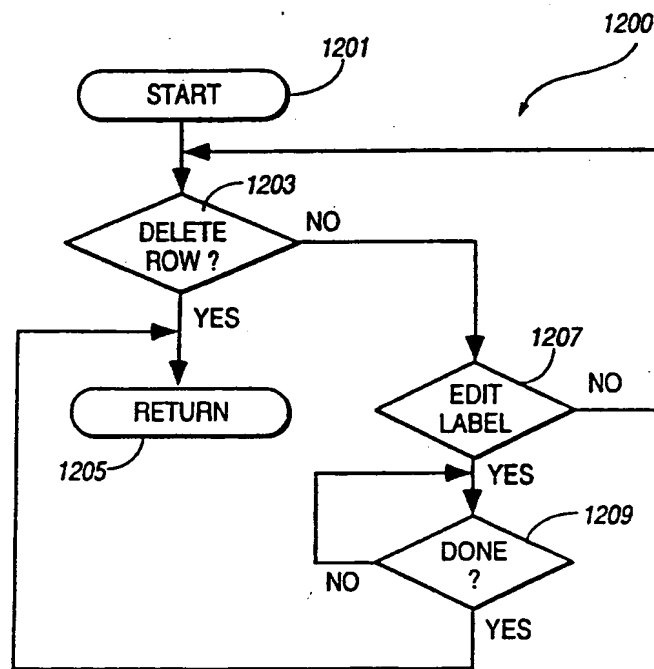 1200
1201
START
1203
DELETE
ROW ?
NO
YES
1207
EDIT
LABEL
NO
RETURN
1205
YES
1209
DONE
?
NO
YES